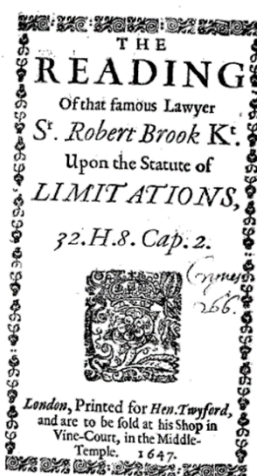 THE
READING
Of that famous Lawyer
Sr. Robert Brook Kt.
Upon the Statute of
LIMITATIONS,
32.H.8. Cap. 2.
266.
London, Printed for Hen.Twyford,
and are to be sold at his Shop in
Vine-Court, in the Middle-
Temple. 1647.